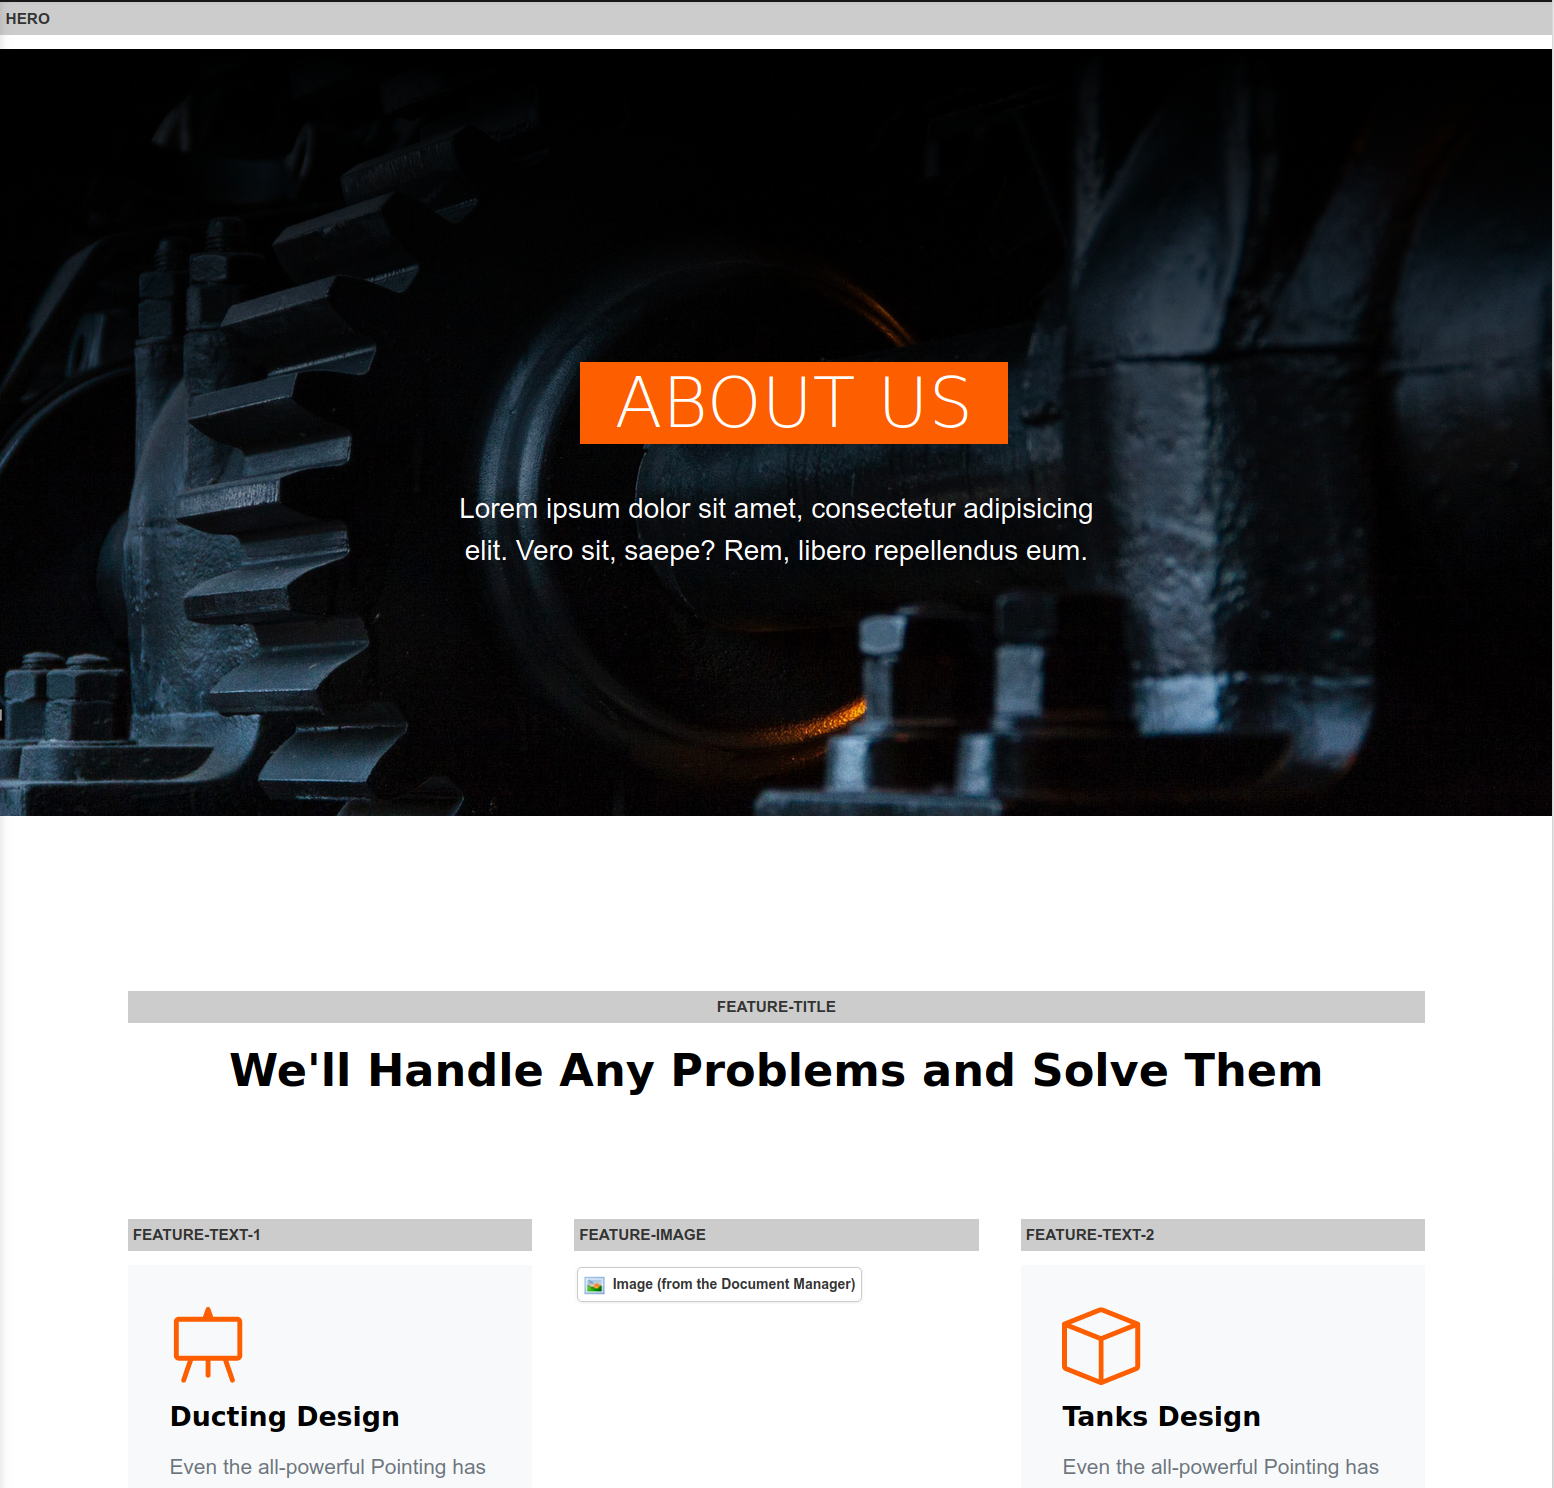 HERO
ABOUT US
Lorem ipsum dolor sit amet, consectetur adipisicing
elit. Vero sit, saepe? Rem, libero repellendus eum.
FEATURE-TITLE
We'll Handle Any Problems and Solve Them
FEATURE-TEXT-1
FEATURE-IMAGE
FEATURE-TEXT-2
Image (from the Document Manager)
Ducting Design
Tanks Design
Even the all-powerful Pointing has
Even the all-powerful Pointing has